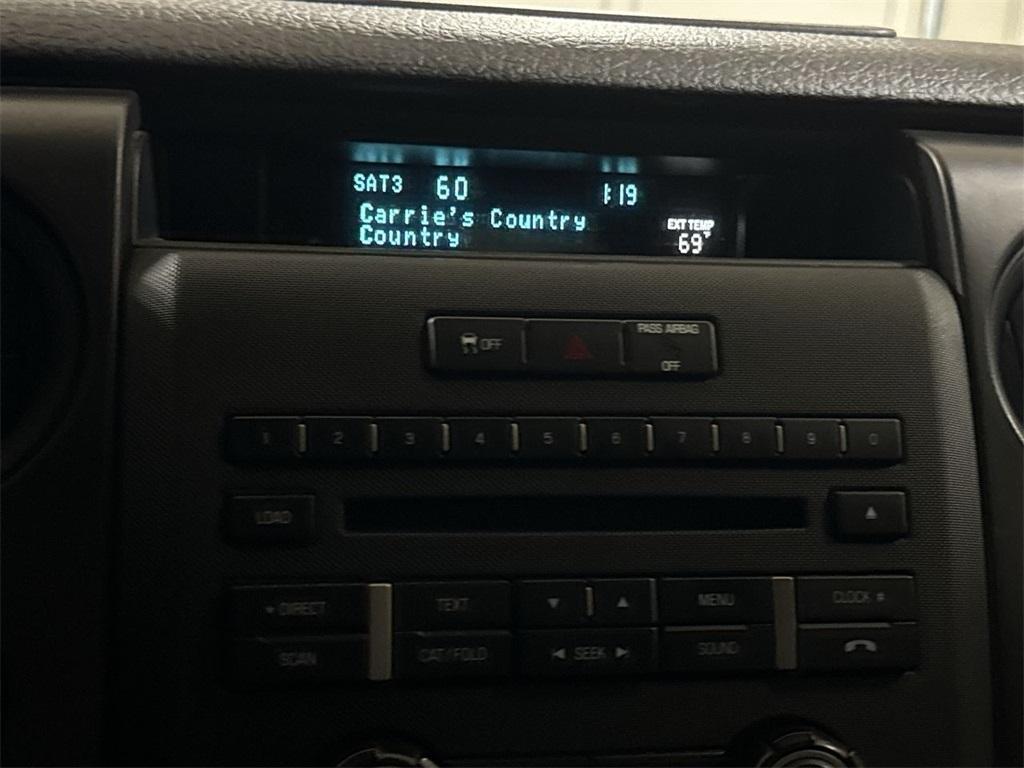 SAT3 60 1:19
Carrie's Country
Country
EXT TEMP
69°
OFF
PASS AIRBAG
OFF
1 2 3 4 5 6 7 8 9 0
LOAD
* DIRECT TEXT MENU CLOCK #
SCAN CAT/FOLD SEEK SOUND